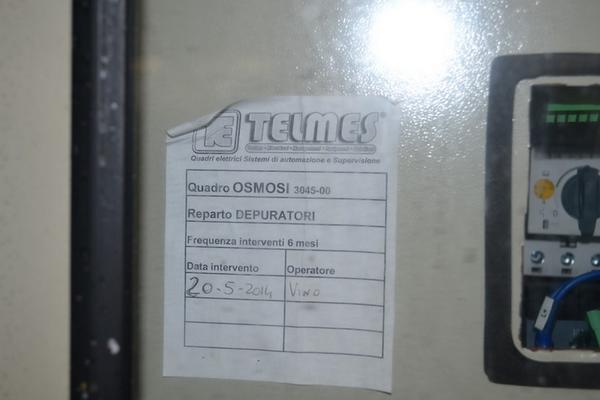 TELMES
Quadri elettrici Sistemi di automazione e Supervisione
Quadro OSMOSI 3045-00
Reparto DEPURATORI
Frequenza interventi 6 mesi
Data intervento Operatore
20-5-2014 Vino